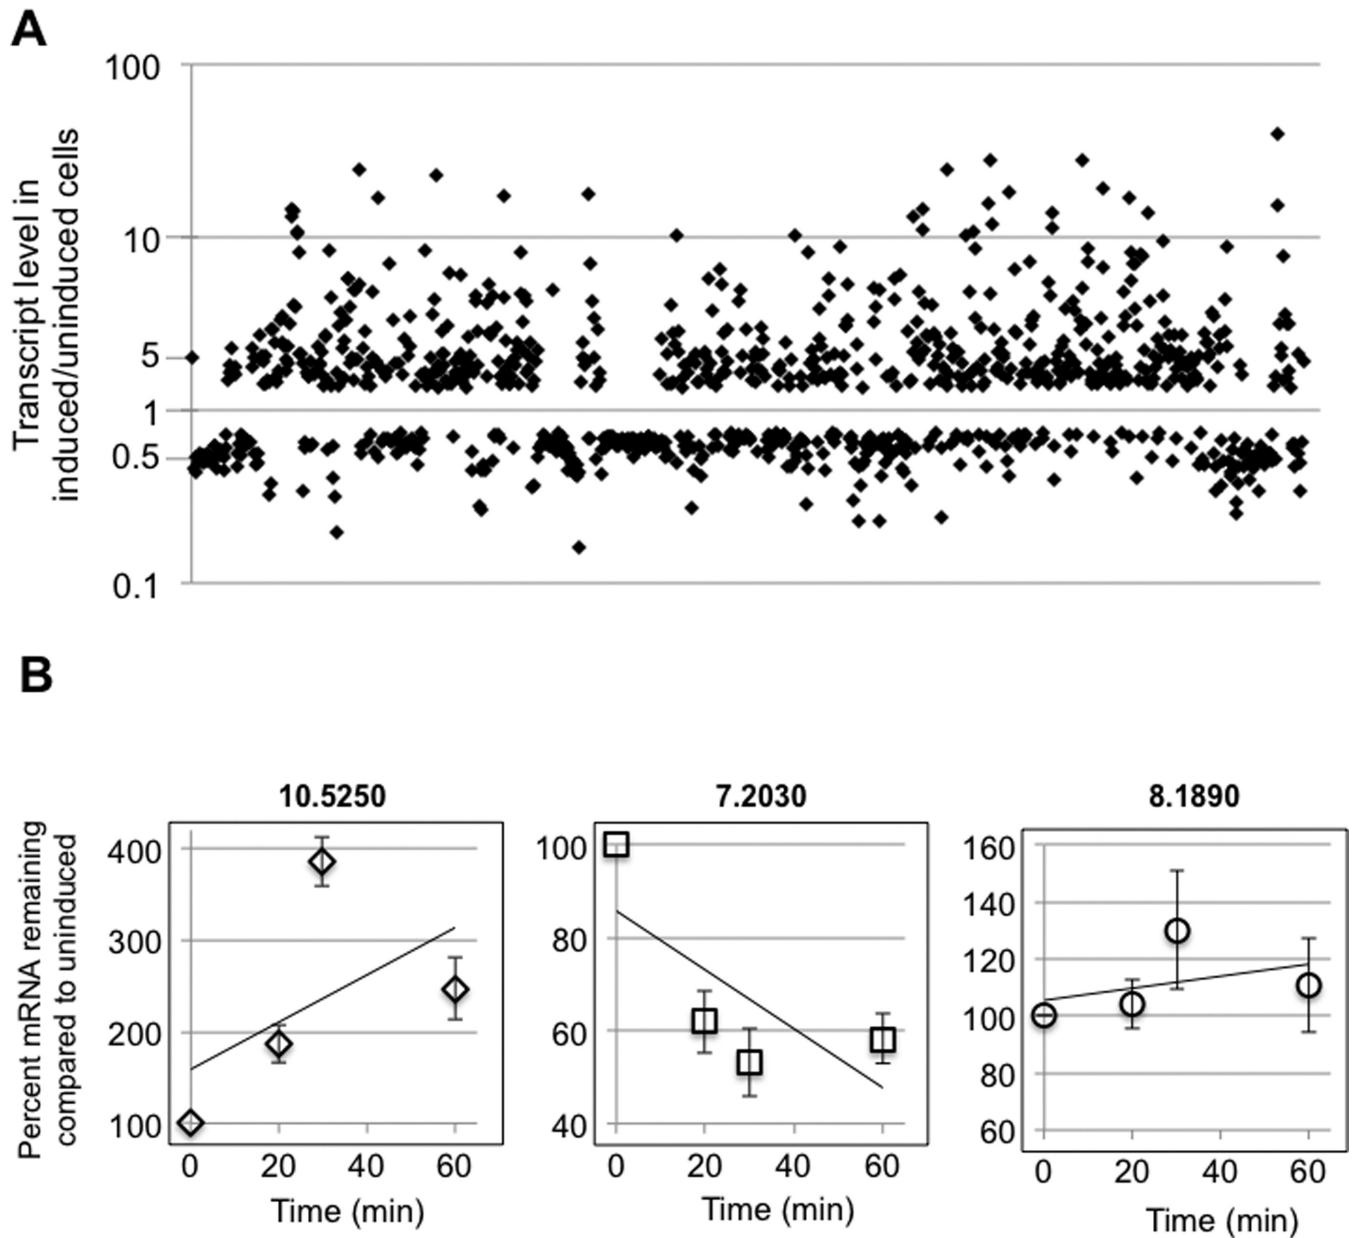 A
100
10
5
1
0.5
0.1
Transcript level in
induced/uninduced cells
B
10.5250
7.2030
8.1890
Percent mRNA remaining
compared to uninduced
400
300
200
100
0 20 40 60
Time (min)
100
80
60
40
0 20 40 60
Time (min)
160
140
120
100
80
60
0 20 40 60
Time (min)